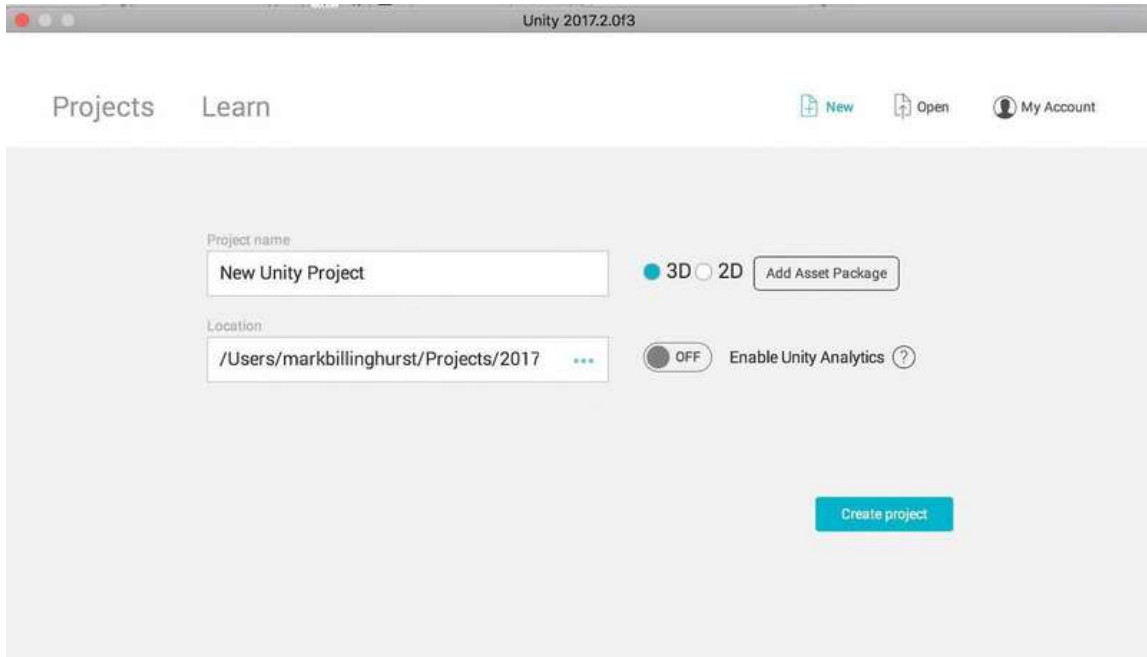 Unity 2017.2.0f3
Projects Learn New Open My Account
Project name
New Unity Project 3D 2D Add Asset Package
Location
/Users/markbillinghurst/Projects/2017 ••• OFF Enable Unity Analytics ?
Create project